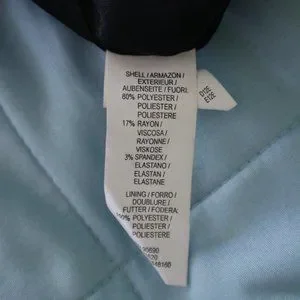 SHELL / ARMAZON /
EXTERIEUR /
AUBENSEITE / FUORI.
80% POLYESTER /
POLIESTER /
POLIESTERE
17% RAYON /
VISCOSA /
RAYONNE /
VISKOSE
3% SPANDEX /
ELASTANO /
ELASTAN /
ELASTANE
LINING / FORRO /
DOUBLURE /
FUTTER / FODERA:
POLYESTER /
POLIESTER /
POLIESTERE